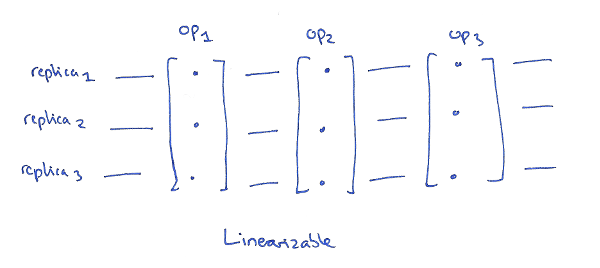 op1 op2 op3
replica1
replica2
replica3
Linearizable